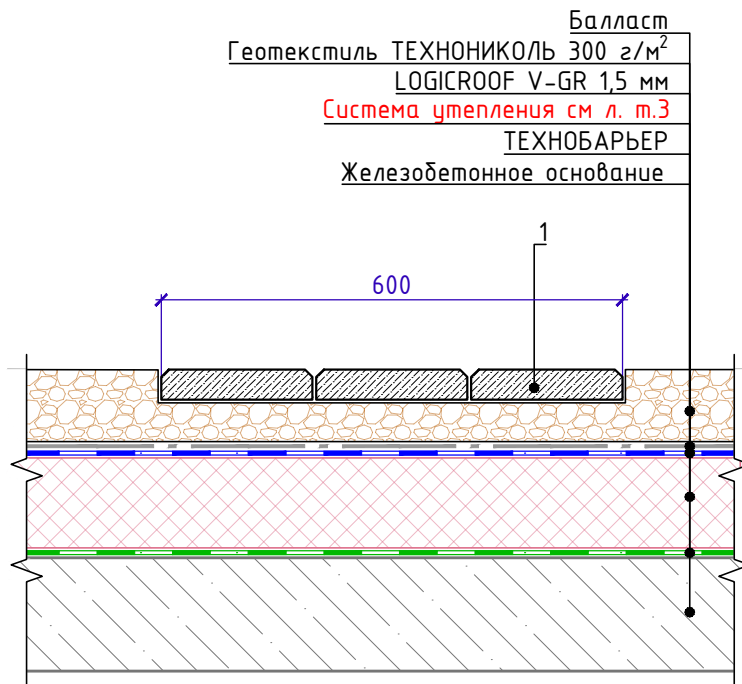 Балласт
Геотекстиль ТЕХНОНИКОЛЬ 300 г/м²
LOGICROOF V-GR 1,5 мм
Система утепления см л. т.3
ТЕХНОБАРЬЕР
Железобетонное основание
1
600